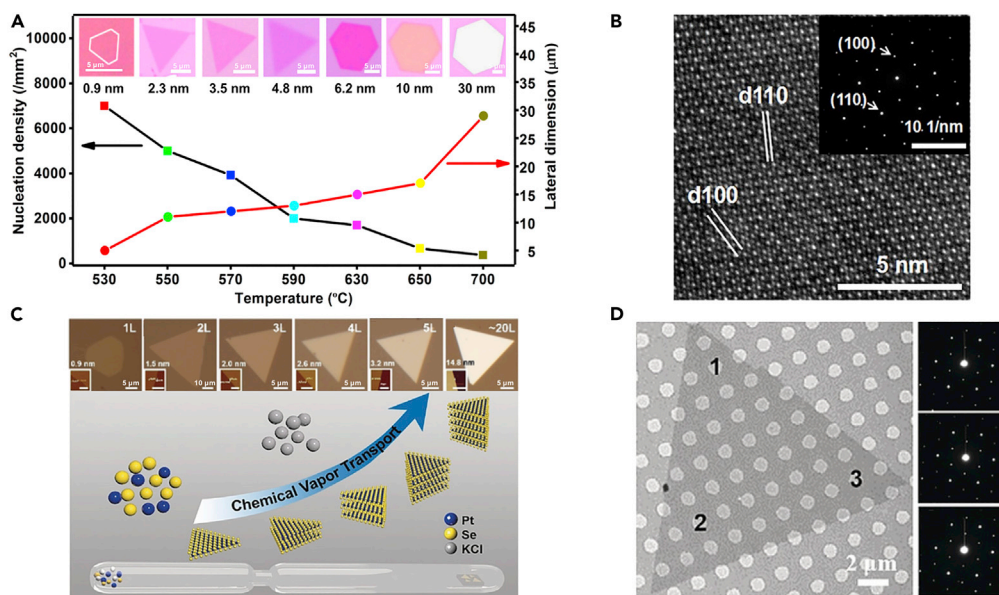 A
0.9 nm
2.3 nm
3.5 nm
4.8 nm
6.2 nm
10 nm
30 nm
5 µm
5 µm
5 µm
5 µm
5 µm
5 µm
5 µm
Nucleation density (/mm²)
10000
8000
6000
4000
2000
0
Lateral dimension (µm)
45
40
35
30
25
20
15
10
5
530
550
570
590
630
650
700
Temperature (°C)
B
d110
d100
5 nm
(100)
(110)
10 1/nm
C
1L
2L
3L
4L
5L
~20L
0.9 nm
1.5 nm
2.0 nm
2.6 nm
3.2 nm
14.8 nm
5 µm
10 µm
5 µm
5 µm
5 µm
5 µm
Chemical Vapor Transport
Pt
Se
KCl
D
1
2
3
2 µm